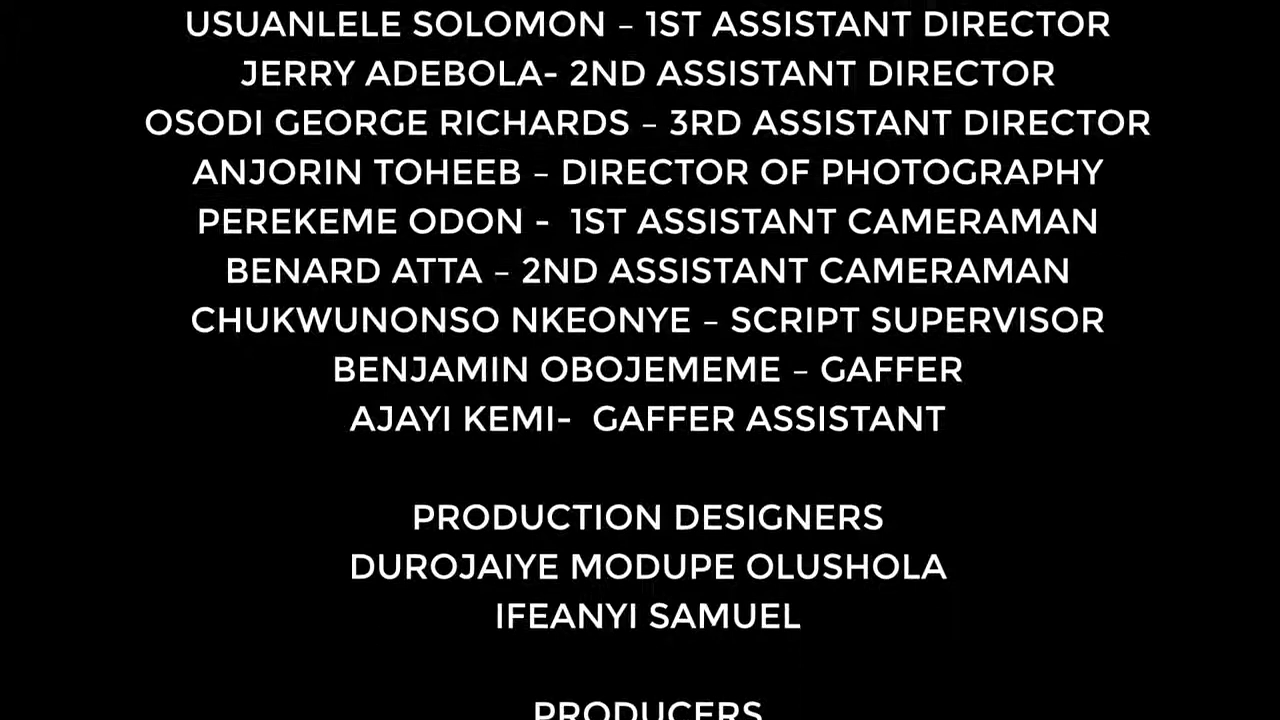 USUANLELE SOLOMON – 1ST ASSISTANT DIRECTOR
JERRY ADEBOLA- 2ND ASSISTANT DIRECTOR
OSODI GEORGE RICHARDS – 3RD ASSISTANT DIRECTOR
ANJORIN TOHEEB – DIRECTOR OF PHOTOGRAPHY
PEREKEME ODON -  1ST ASSISTANT CAMERAMAN
BENARD ATTA – 2ND ASSISTANT CAMERAMAN
CHUKWUNONSO NKEONYE – SCRIPT SUPERVISOR
BENJAMIN OBOJEMEME – GAFFER
AJAYI KEMI-  GAFFER ASSISTANT
PRODUCTION DESIGNERS
DUROJAIYE MODUPE OLUSHOLA
IFEANYI SAMUEL
PRODUCERS